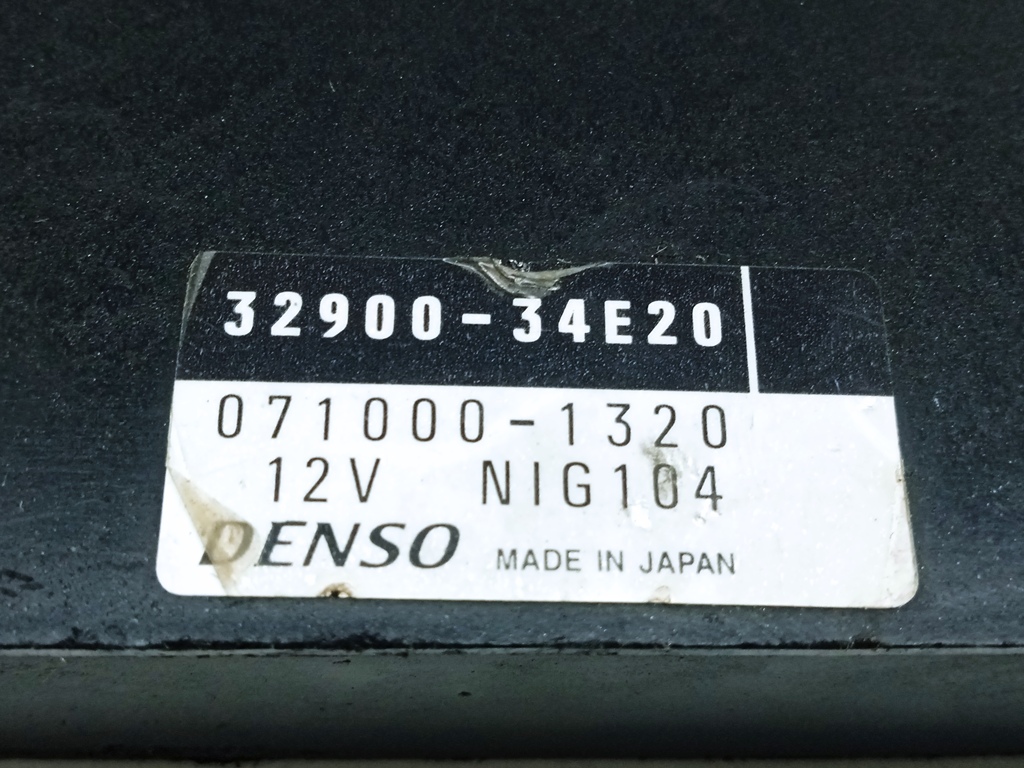 32900-34E20
071000-1320
12V NIG104
DENSO MADE IN JAPAN